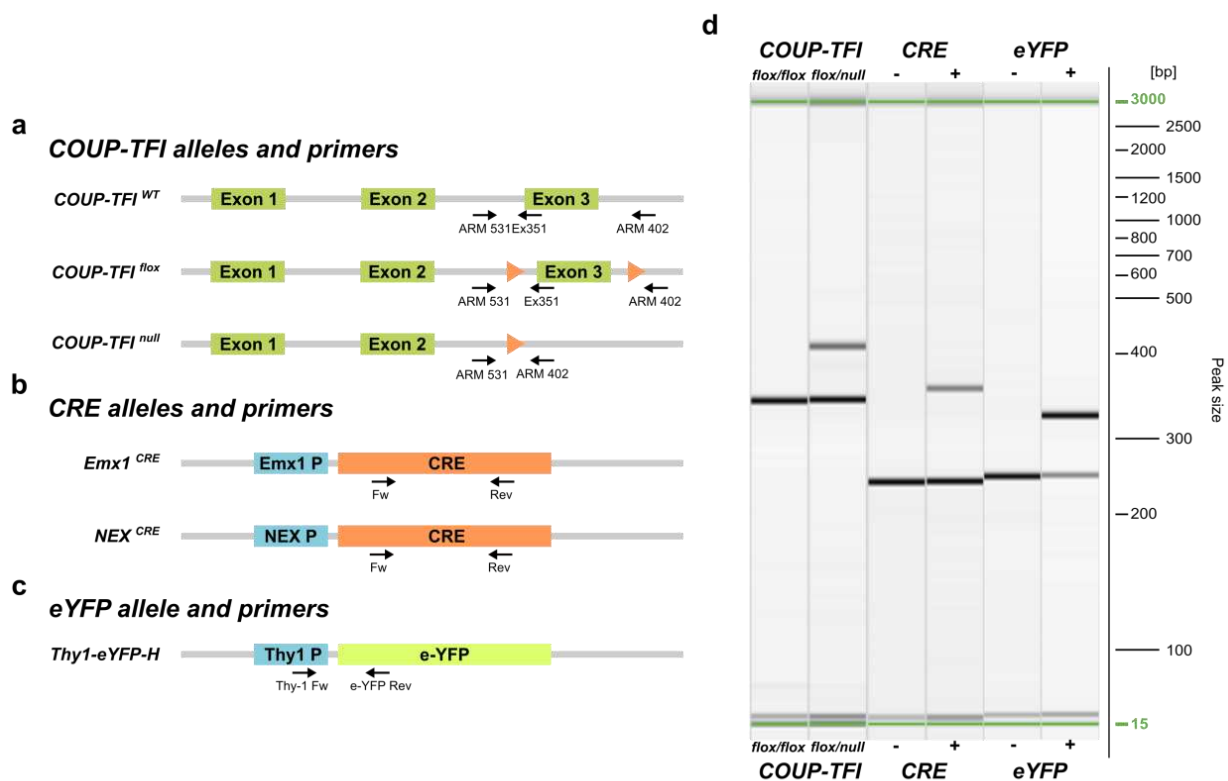 a
COUP-TFI alleles and primers
COUP-TFI WT
Exon 1 Exon 2 Exon 3
ARM 531 Ex351 ARM 402
COUP-TFI flox
Exon 1 Exon 2 Exon 3
ARM 531 Ex351 ARM 402
COUP-TFI null
Exon 1 Exon 2
ARM 531 ARM 402
b
CRE alleles and primers
Emx1 CRE
Emx1 P CRE
Fw Rev
NEX CRE
NEX P CRE
Fw Rev
c
eYFP allele and primers
Thy1-eYFP-H
Thy1 P e-YFP
Thy-1 Fw e-YFP Rev
d
COUP-TFI CRE eYFP
flox/flox flox/null - + - + [bp]
3000
2500
2000
1500
1200
1000
800
700
600
500
400
300
200
100
15
Peak size
flox/flox flox/null - + - +
COUP-TFI CRE eYFP